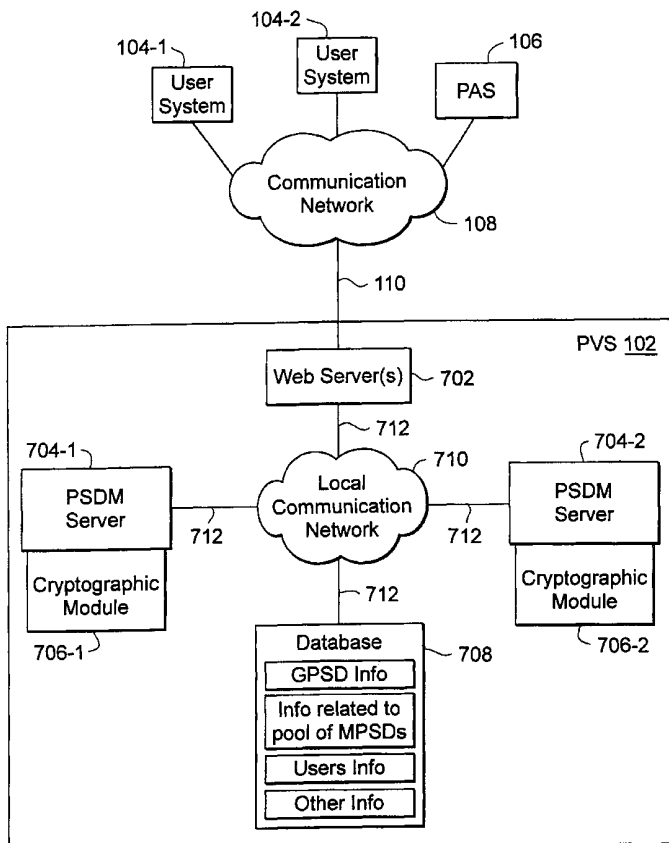 104-1
104-2
106
User
System
User
System
PAS
Communication
Network
108
110
PVS 102
Web Server(s)
702
712
704-1
710
704-2
PSDM
Server
Local
Communication
Network
PSDM
Server
712
712
Cryptographic
Module
Cryptographic
Module
712
706-1
706-2
Database
708
GPSD Info
Info related to
pool of MPSDs
Users Info
Other Info